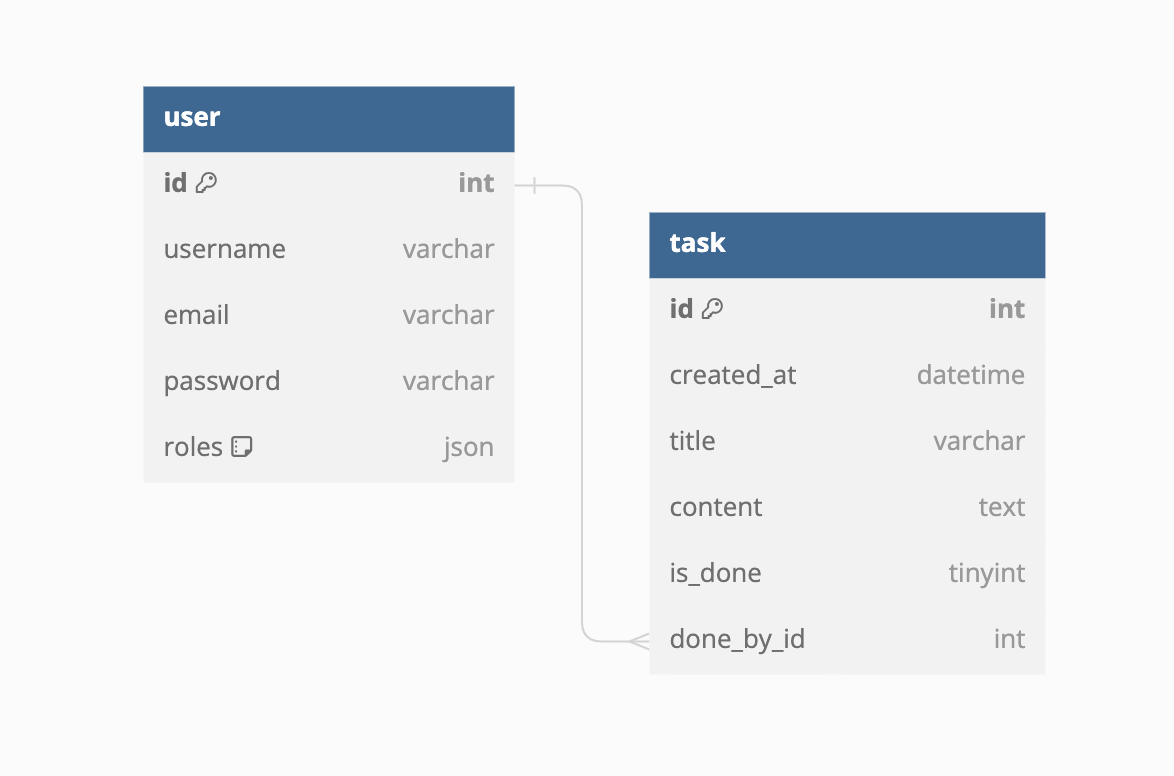 user
id int
username varchar
email varchar
password varchar
roles json
task
id int
created_at datetime
title varchar
content text
is_done tinyint
done_by_id int